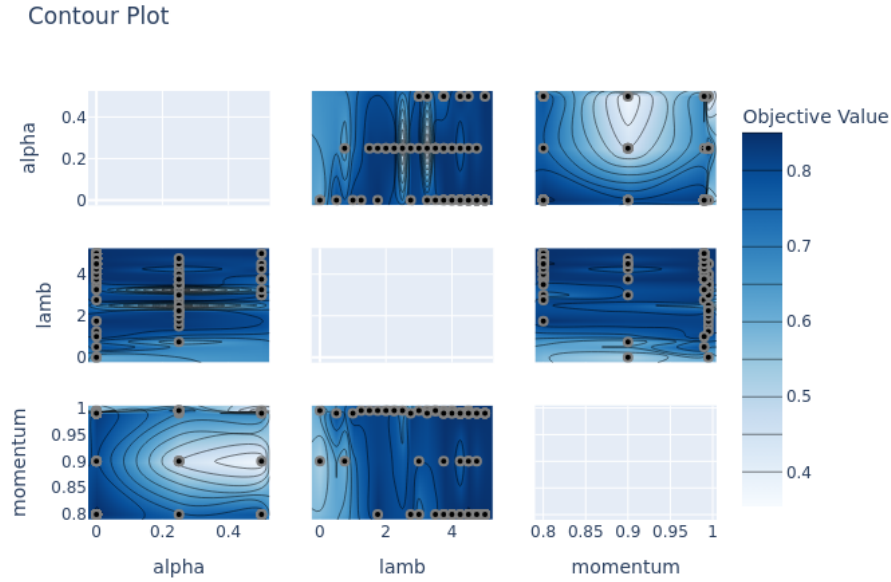 Contour Plot
Objective Value
alpha
0.4
0.2
0
0.8
0.7
0.6
0.5
0.4
lamb
4
2
0
momentum
1
0.95
0.9
0.85
0.8
0 0.2 0.4
2 4
0.8 0.85 0.9 0.95 1
alpha lamb momentum